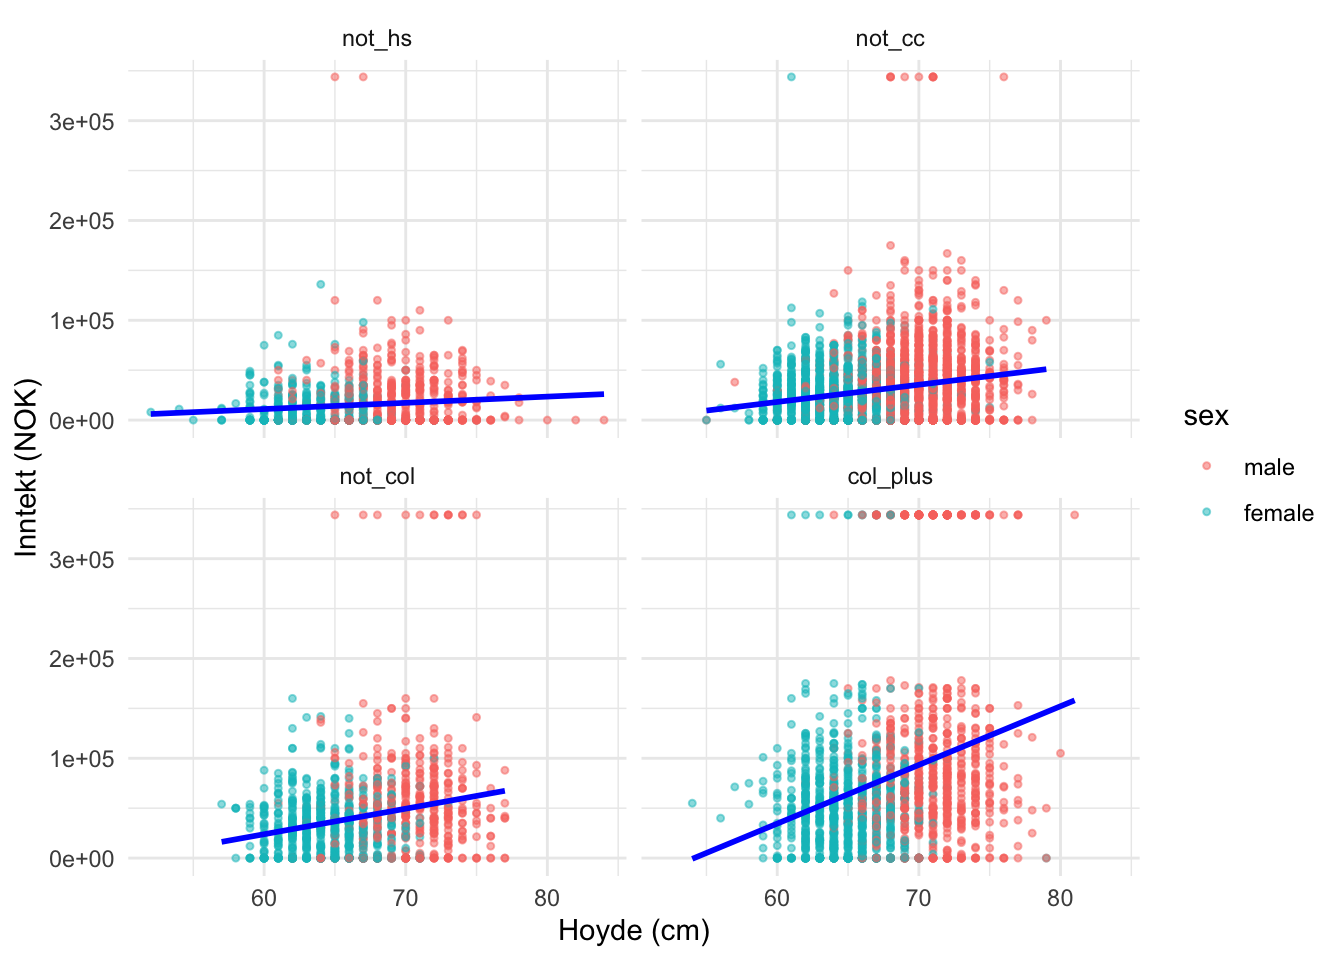 not_hs
not_cc
3e+05
2e+05
1e+05
0e+00
not_col
col_plus
3e+05
2e+05
1e+05
0e+00
60
70
80
60
70
80
Hoyde (cm)
Inntekt (NOK)
sex
male
female